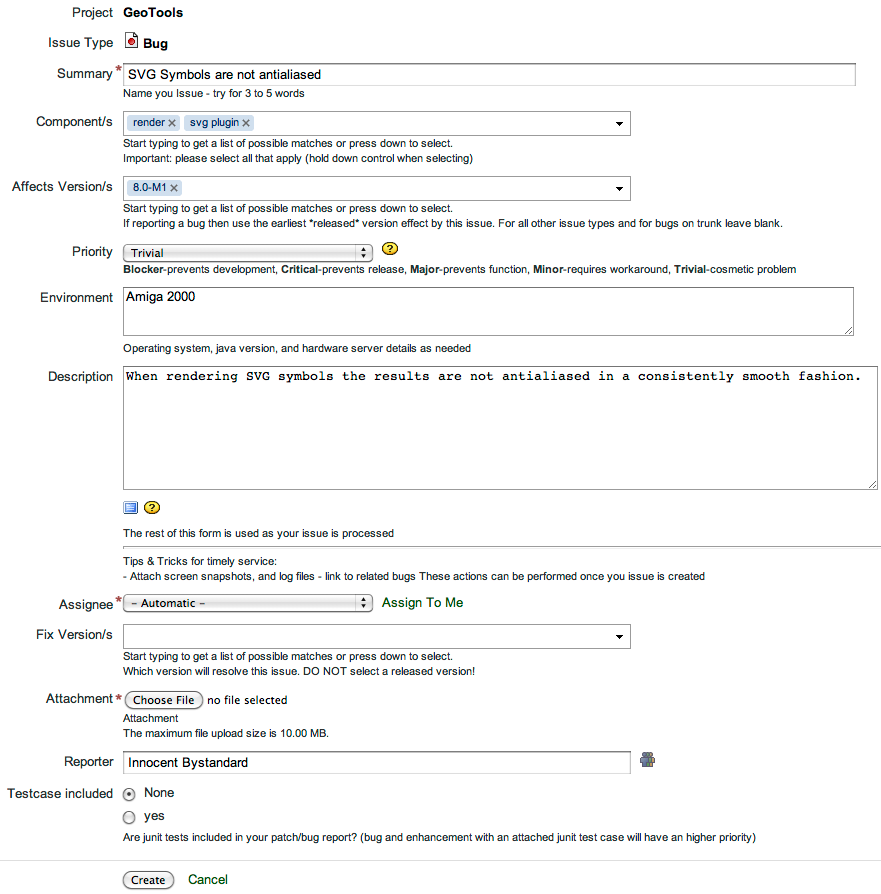 Project GeoTools
Issue Type Bug
Summary * SVG Symbols are not antialiased
Name you Issue - try for 3 to 5 words
Component/s render × svg plugin ×
Start typing to get a list of possible matches or press down to select.
Important: please select all that apply (hold down control when selecting)
Affects Version/s 8.0-M1 ×
Start typing to get a list of possible matches or press down to select.
If reporting a bug then use the earliest *released* version effect by this issue. For all other issue types and for bugs on trunk leave blank.
Priority Trivial ?
Blocker-prevents development, Critical-prevents release, Major-prevents function, Minor-requires workaround, Trivial-cosmetic problem
Environment Amiga 2000
Operating system, java version, and hardware server details as needed
Description When rendering SVG symbols the results are not antialiased in a consistently smooth fashion.
?
The rest of this form is used as your issue is processed
Tips & Tricks for timely service:
- Attach screen snapshots, and log files - link to related bugs These actions can be performed once you issue is created
Assignee * - Automatic - Assign To Me
Fix Version/s
Start typing to get a list of possible matches or press down to select.
Which version will resolve this issue. DO NOT select a released version!
Attachment * Choose File no file selected
Attachment
The maximum file upload size is 10.00 MB.
Reporter Innocent Bystandard
Testcase included None
yes
Are junit tests included in your patch/bug report? (bug and enhancement with an attached junit test case will have an higher priority)
Create Cancel